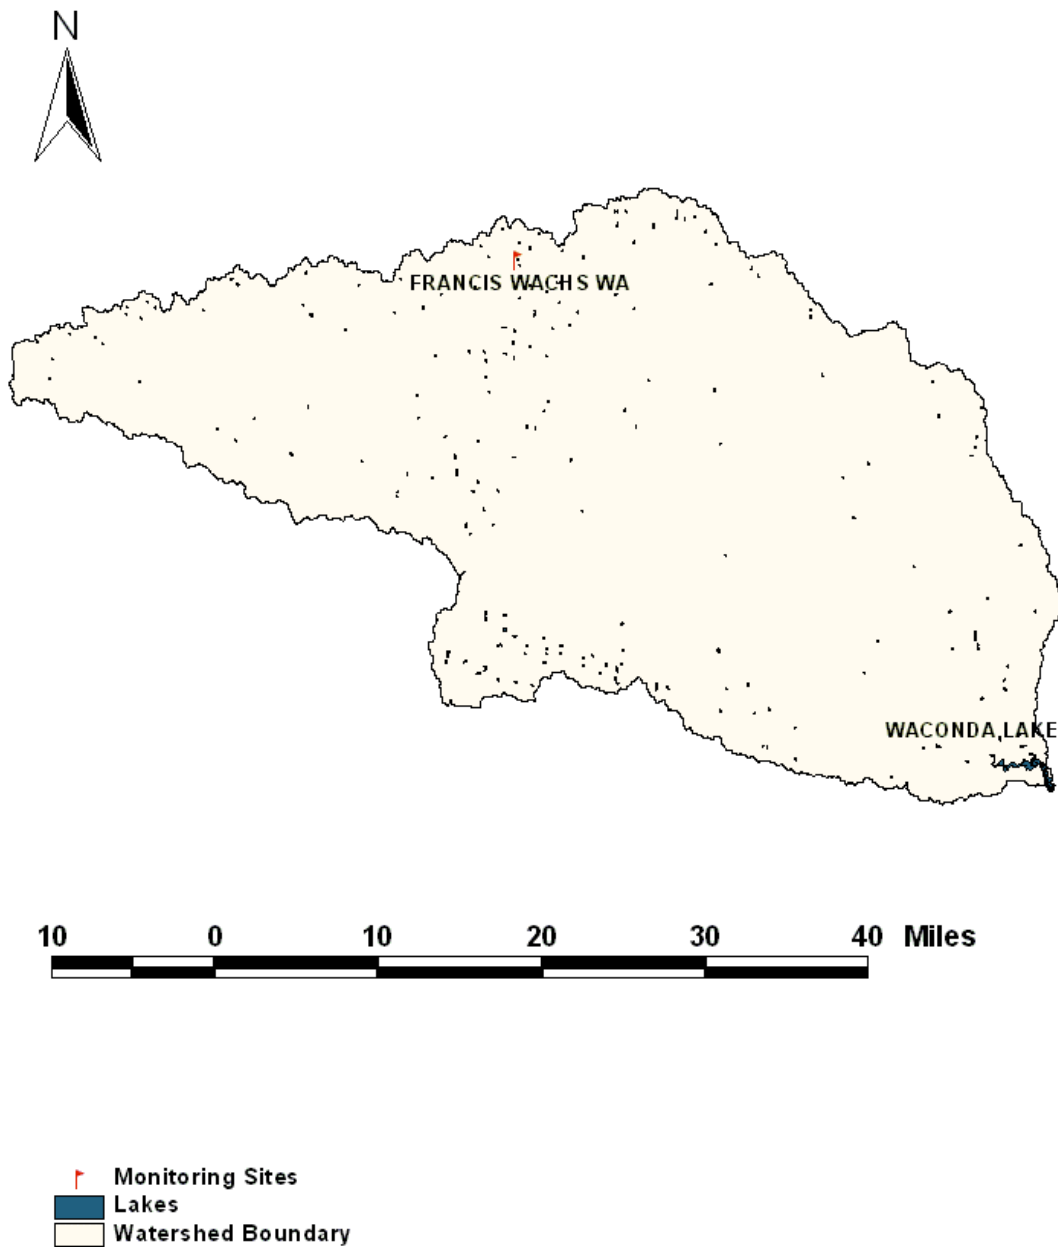 N
FRANCIS WACHS WA
WACONDA LAKE
10 0 10 20 30 40 Miles
Monitoring Sites
Lakes
Watershed Boundary